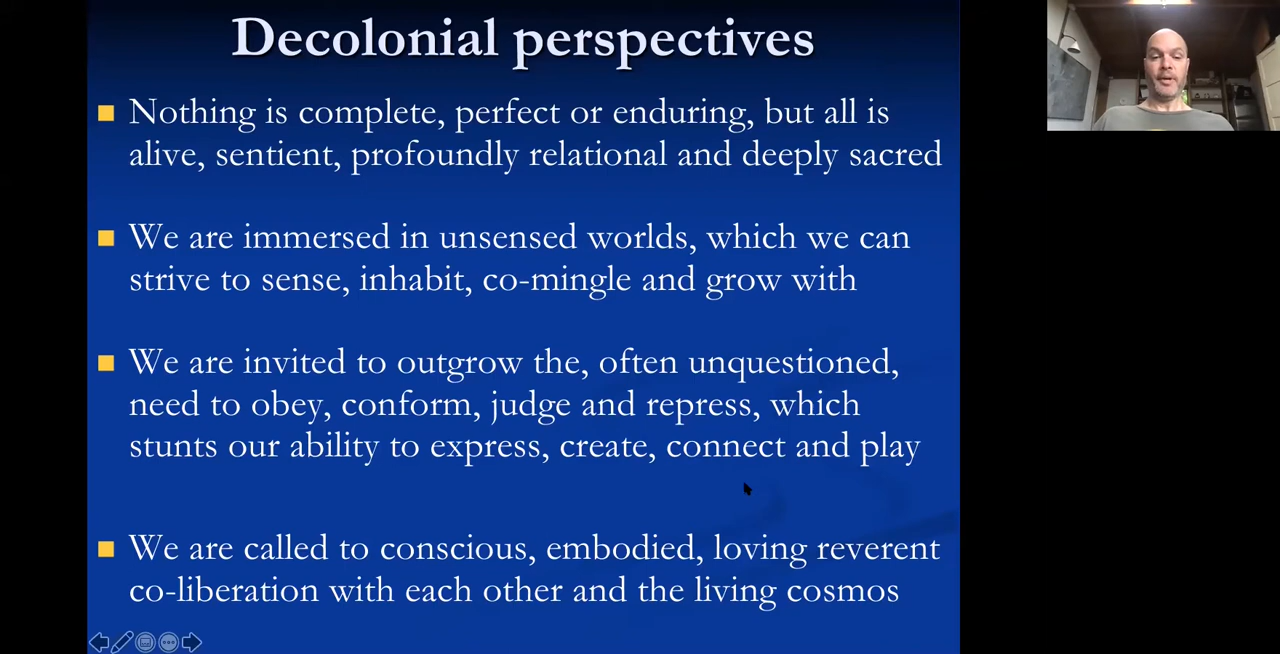 Decolonial perspectives
Nothing is complete, perfect or enduring, but all is
alive, sentient, profoundly relational and deeply sacred
We are immersed in unsensed worlds, which we can
strive to sense, inhabit, co-mingle and grow with
We are invited to outgrow the, often unquestioned,
need to obey, conform, judge and repress, which
stunts our ability to express, create, connect and play
We are called to conscious, embodied, loving reverent
co-liberation with each other and the living cosmos